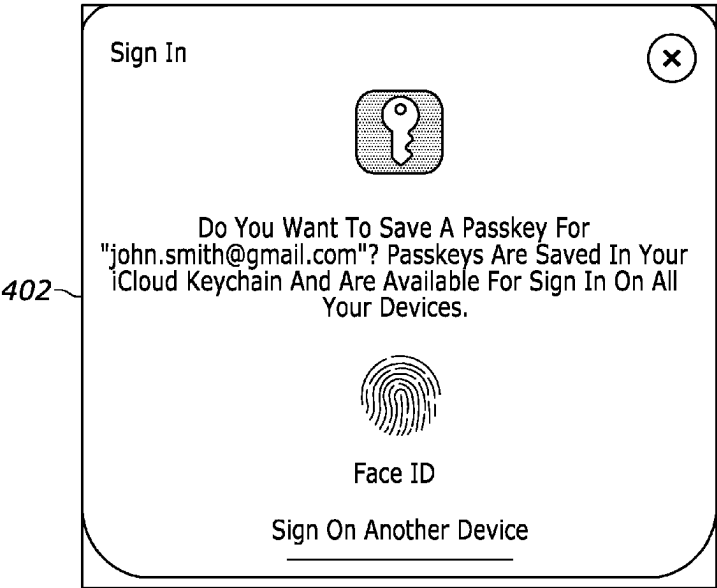 Sign In
Do You Want To Save A Passkey For
"john.smith@gmail.com"? Passkeys Are Saved In Your
iCloud Keychain And Are Available For Sign In On All
Your Devices.
402
Face ID
Sign On Another Device